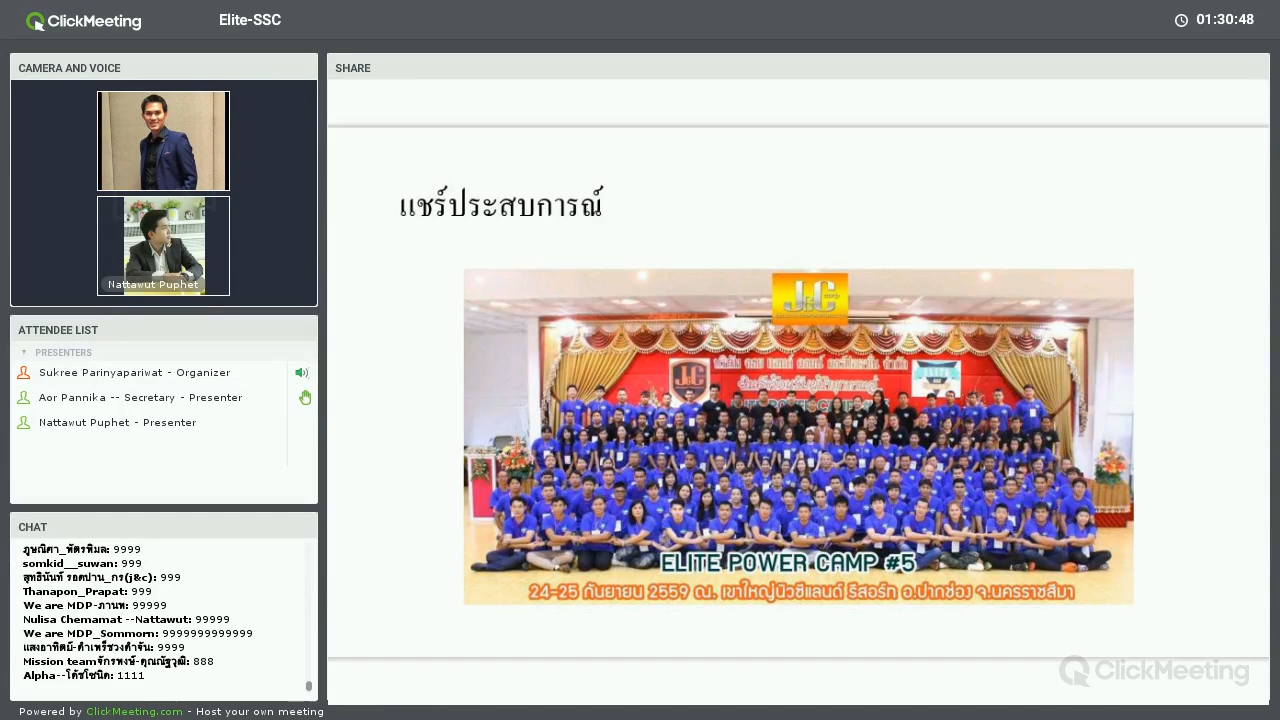 ClickMeeting
Elite-SSC
01:30:48
CAMERA AND VOICE
Nattawut Puphet
ATTENDEE LIST
PRESENTERS
Sukree Parinyapariwat - Organizer
Aor Pannika -- Secretary - Presenter
Nattawut Puphet - Presenter
CHAT
ภูษณิศา_พัตรพิมล: 9999
somkid__suwan: 999
สุทธินันท์ รอดปาน_กร(j&c): 999
Thanapon_Prapat: 999
We are MDP-ภานท: 99999
Nulisa Chemamat --Nattawut: 99999
We are MDP_Sommorn: 9999999999999
แสงอาทิตย์-ดำเพร็ชวงดำจัน: 9999
Mission teamจักรพงษ์-คุณณัฐวุฒิ: 888
Alpha--โด้ชโชนิด: 1111
Powered by ClickMeeting.com - Host your own meeting
SHARE
แชร์ประสบการณ์
J&C
J&C
ELITE POWER CAMP #5
24-25 กันยายน 2559 ณ. เขาใหญ่นิวซีแลนด์ รีสอร์ท อ.ปากช่อง จ.นครราชสีมา
ClickMeeting